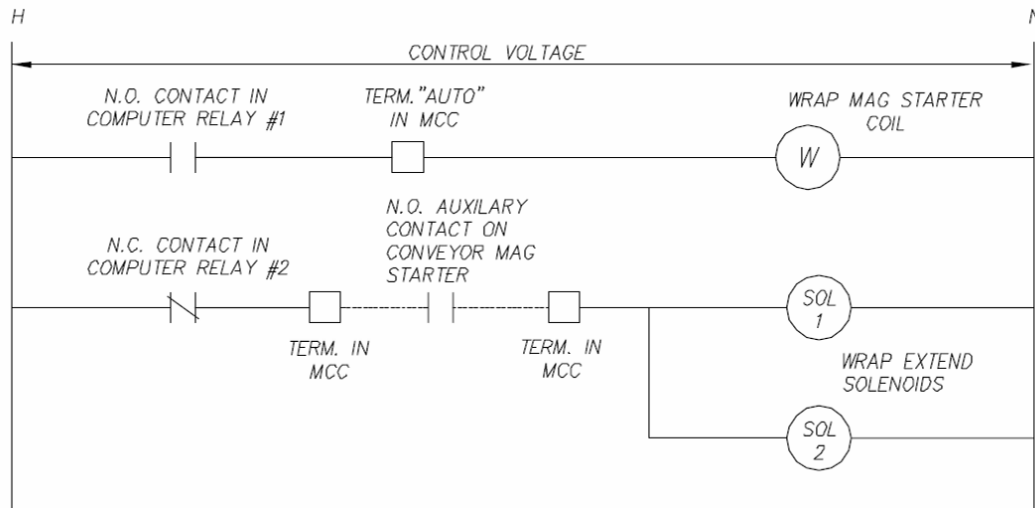 H
N
CONTROL VOLTAGE
N.O. CONTACT IN
COMPUTER RELAY #1
TERM."AUTO"
IN MCC
WRAP MAG STARTER
COIL
W
N.C. CONTACT IN
COMPUTER RELAY #2
N.O. AUXILARY
CONTACT ON
CONVEYOR MAG
STARTER
SOL
1
TERM. IN
MCC
TERM. IN
MCC
WRAP EXTEND
SOLENOIDS
SOL
2